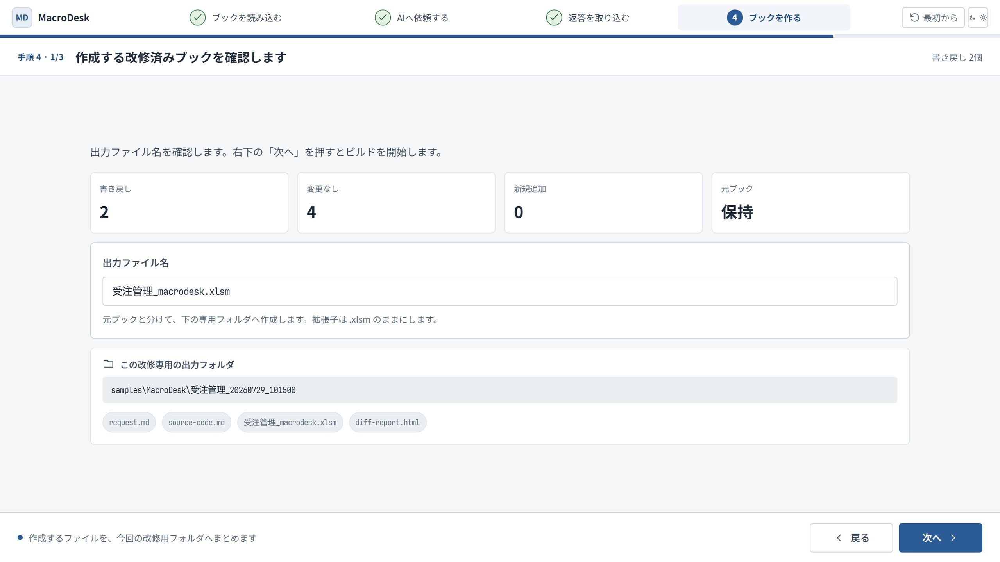 MD MacroDesk
ブックを読み込む
AIへ依頼する
返答を取り込む
4 ブックを作る
最初から
手順 4・1/3 作成する改修済みブックを確認します
書き戻し 2個
出力ファイル名を確認します。右下の「次へ」を押すとビルドを開始します。
書き戻し
2
変更なし
4
新規追加
0
元ブック
保持
出力ファイル名
受注管理_macrodesk.xlsm
元ブックと分けて、下の専用フォルダへ作成します。拡張子は .xlsm のままにします。
この改修専用の出力フォルダ
samples\MacroDesk\受注管理_20260729_101500
request.md
source-code.md
受注管理_macrodesk.xlsm
diff-report.html
作成するファイルを、今回の改修用フォルダへまとめます
戻る
次へ